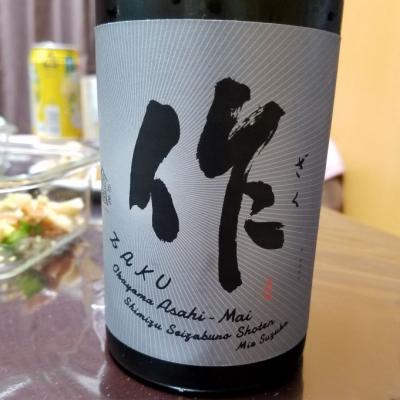 作
ざく
ZAKU
Okayama Asahi-Mai
Shimizu Seizaburo Shoten
Mie Suzuka